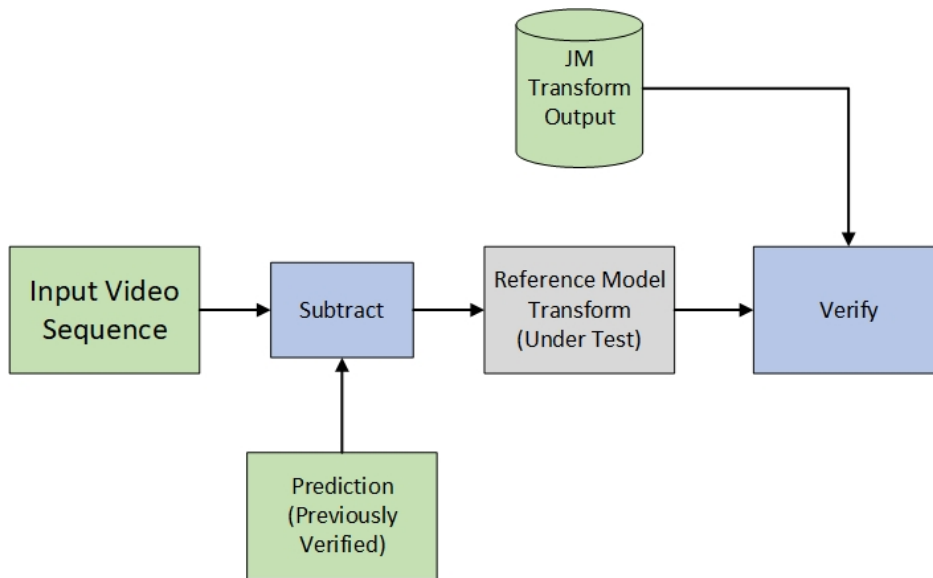 JM
Transform
Output
Input Video
Sequence
Subtract
Reference Model
Transform
(Under Test)
Verify
Prediction
(Previously
Verified)